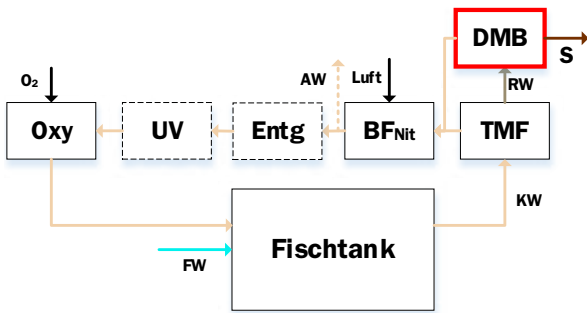 DMB
S
O₂
AW
Luft
RW
Oxy
UV
Entg
BFNit
TMF
KW
Fischtank
FW